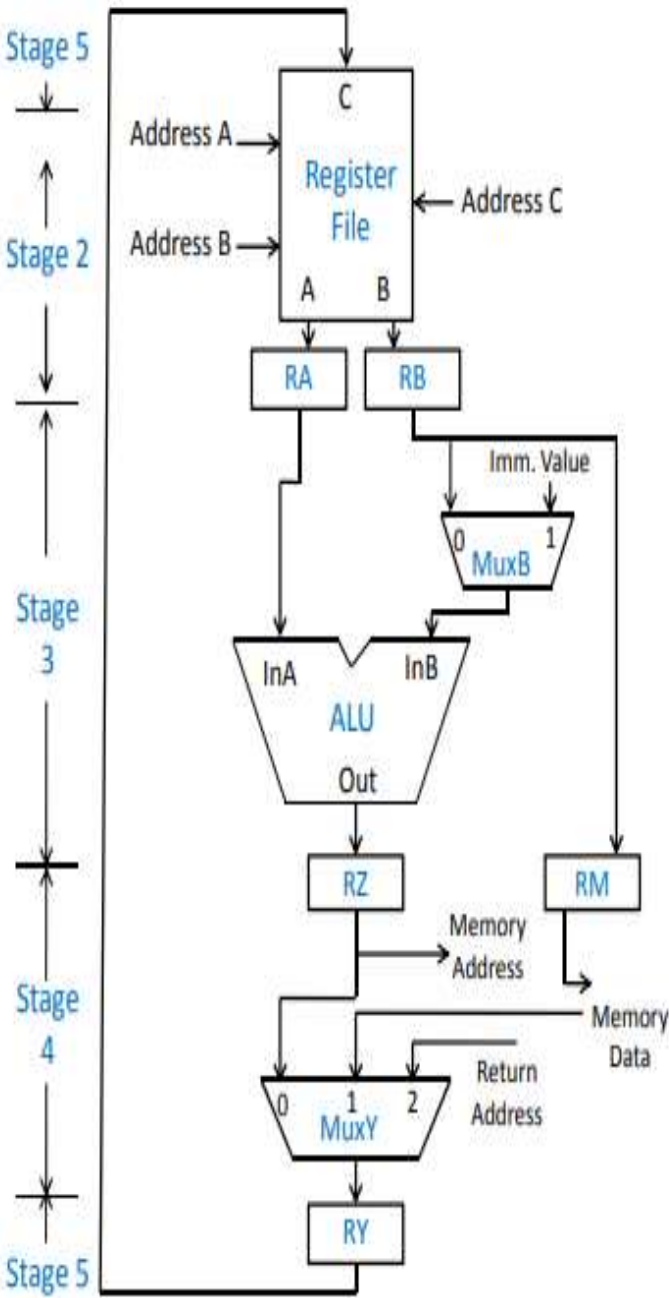 Stage 5
C
Address A
Register
File
Address C
Address B
Stage 2
A B
RA RB
Imm. Value
0 1
MuxB
Stage
3
InA InB
ALU
Out
RZ RM
Memory
Address
Stage
4
Memory
Data
Return
Address
0 1 2
MuxY
RY
Stage 5